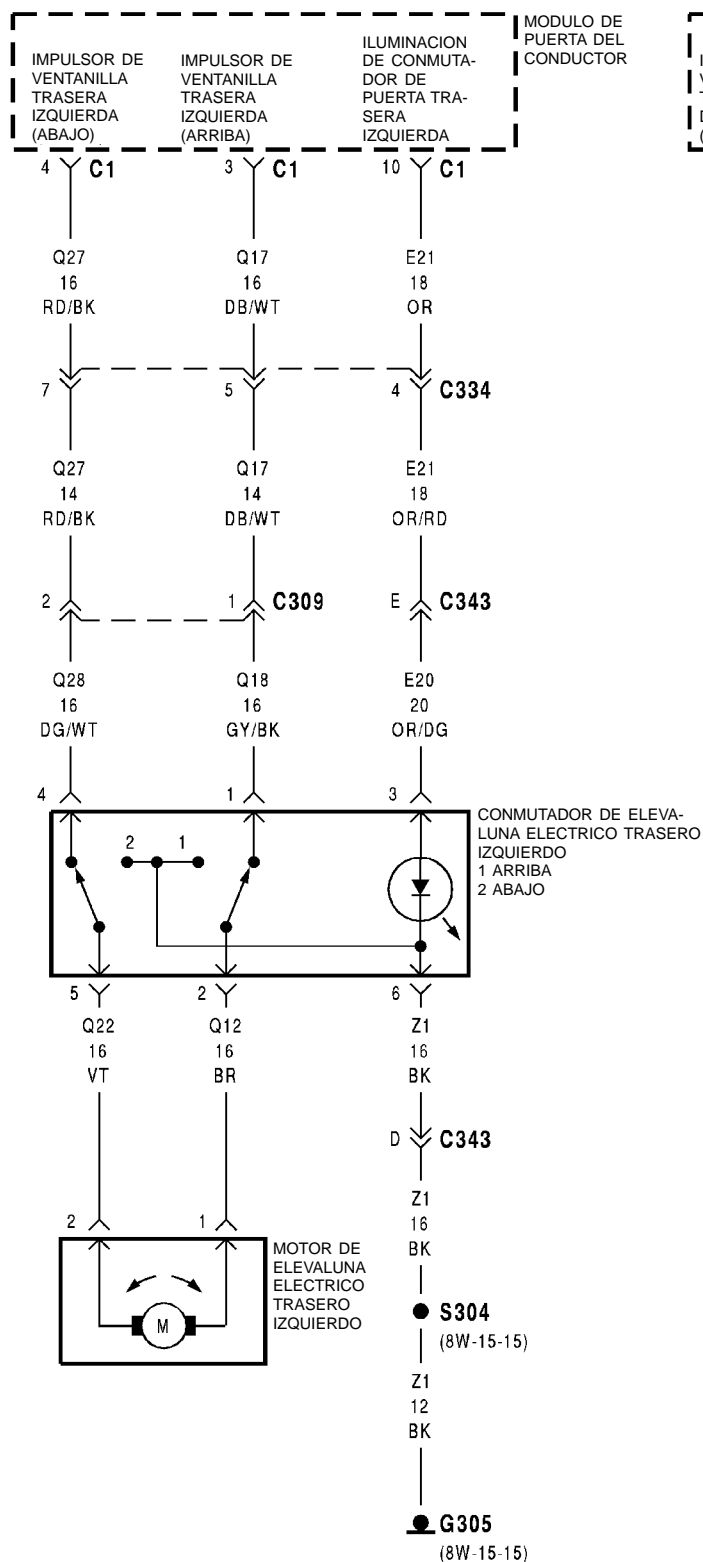 MODULO DE
PUERTA DEL
CONDUCTOR
IMPULSOR DE
VENTANILLA
TRASERA
IZQUIERDA
(ABAJO)
IMPULSOR DE
VENTANILLA
TRASERA
IZQUIERDA
(ARRIBA)
ILUMINACION
DE CONMUTA-
DOR DE
PUERTA TRA-
SERA
IZQUIERDA
4 C1 3 C1 10 C1
Q27 Q17 E21
16 16 18
RD/BK DB/WT OR
7 5 4 C334
Q27 Q17 E21
14 14 18
RD/BK DB/WT OR/RD
2 1 C309 E C343
Q28 Q18 E20
16 16 20
DG/WT GY/BK OR/DG
4 1 3
CONMUTADOR DE ELEVA-
LUNA ELECTRICO TRASERO
IZQUIERDO
1 ARRIBA
2 ABAJO
2 1
5 2 6
Q22 Q12 Z1
16 16 16
VT BR BK
D C343
Z1
16
BK
2 1
MOTOR DE
ELEVALUNA
ELECTRICO
TRASERO
IZQUIERDO
M
S304
(8W-15-15)
Z1
12
BK
G305
(8W-15-15)